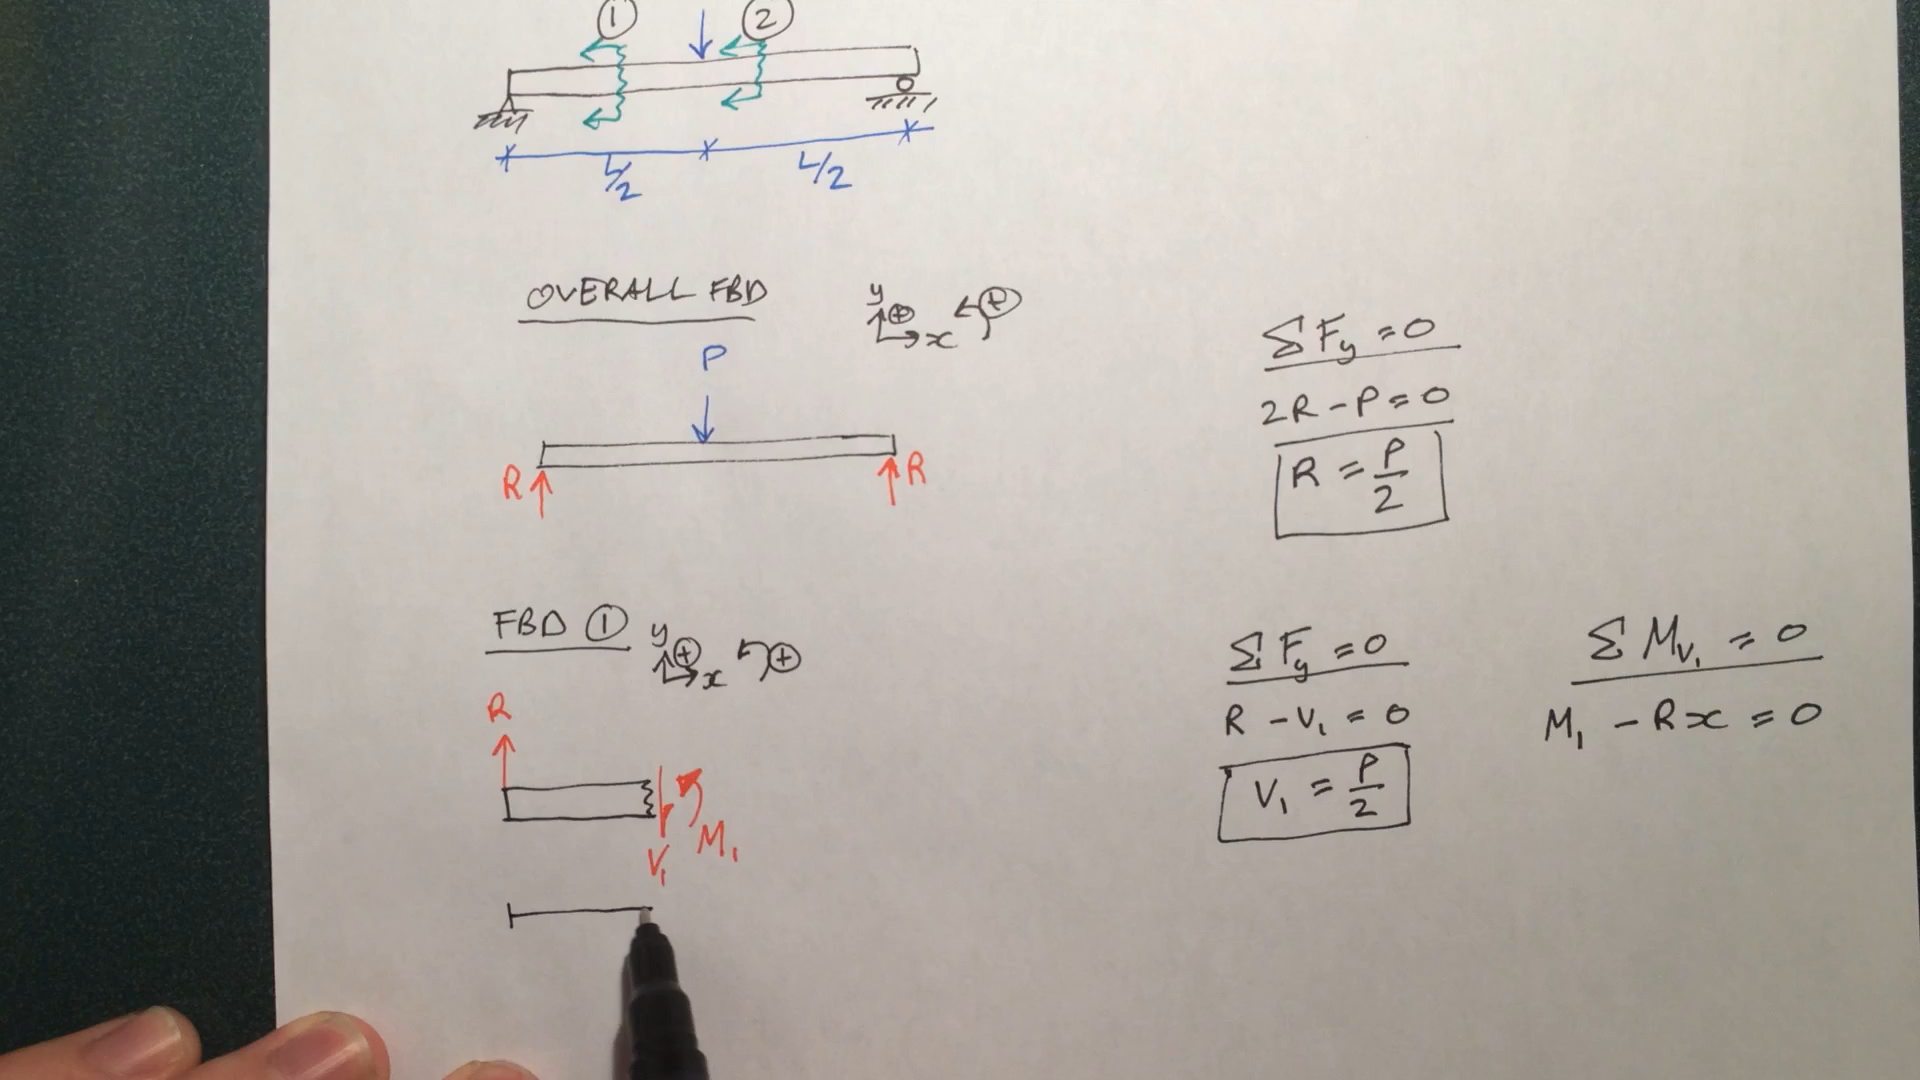 ① ②
L/2 L/2
OVERALL FBD
y ⊕ x ⊕
P
R R
ΣFy = 0
2R - P = 0
R = P/2
FBD ①
y ⊕ x ⊕
R
V₁ M₁
ΣFy = 0
R - V₁ = 0
V₁ = P/2
ΣMv₁ = 0
M₁ - Rx = 0